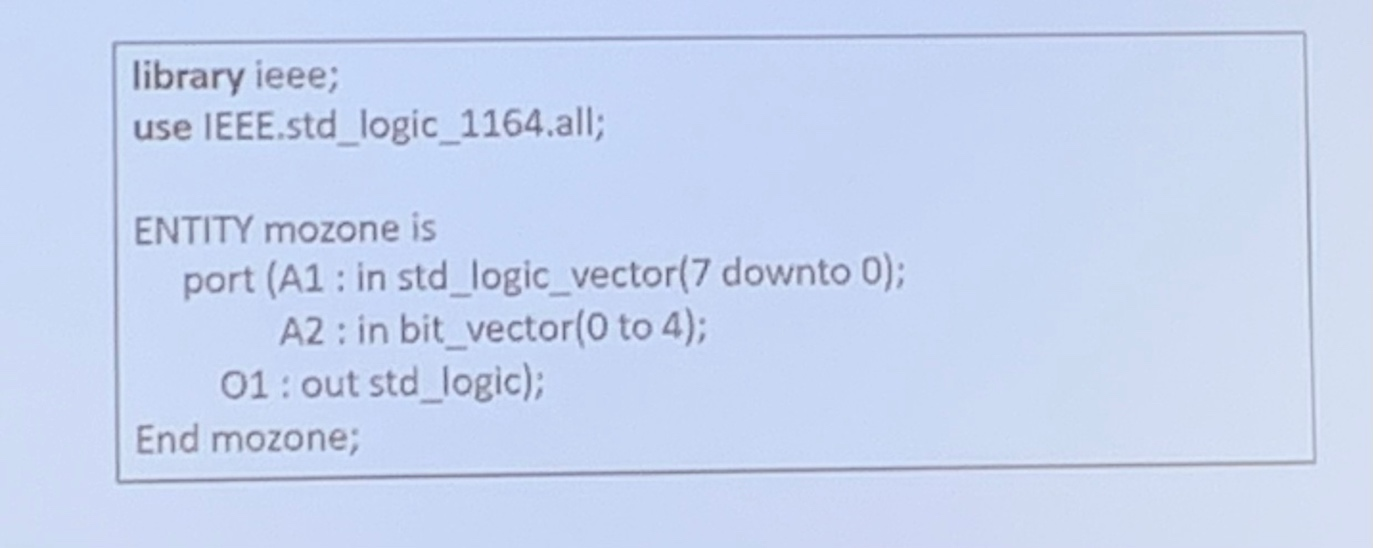 library ieee;
use IEEE.std_logic_1164.all;
ENTITY mozone is
port (A1 : in std_logic_vector(7 downto 0);
A2 : in bit_vector(0 to 4);
O1 : out std_logic);
End mozone;